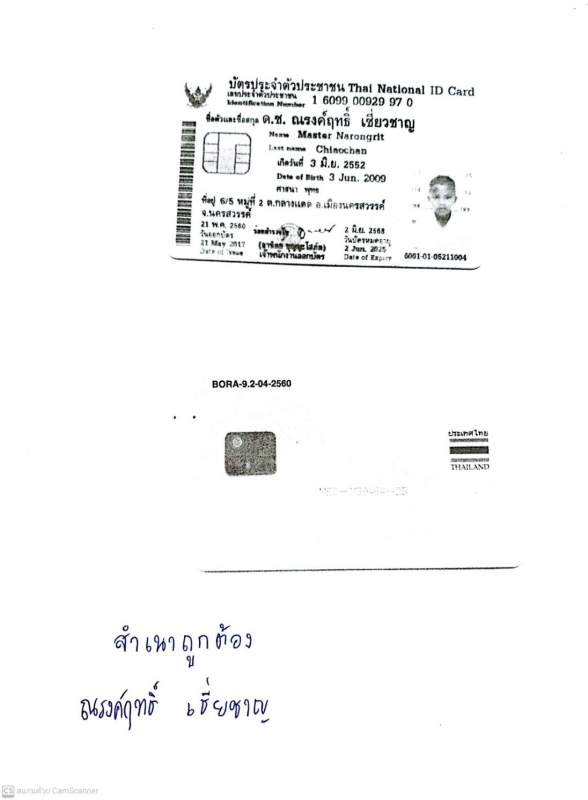 บัตรประจำตัวประชาชน Thai National ID Card
เลขประจำตัวประชาชน
Identification Number 1 6099 00929 97 0
ชื่อตัวและชื่อสกุล ด.ช. ณรงค์ฤทธิ์ เชี่ยวชาญ
Name Master Narongrit
Last name Chiaochan
เกิดวันที่ 3 มิ.ย. 2552
Date of Birth 3 Jun. 2009
ศาสนา พุทธ
ที่อยู่ 6/5 หมู่ที่ 2 ต.กลางแดด อ.เมืองนครสวรรค์
จ.นครสวรรค์
21 พ.ค. 2560
วันออกบัตร
21 May 2017
Date of Issue
เจ้าพนักงานออกบัตร
2 มิ.ย. 2568
วันบัตรหมดอายุ
2 Jun. 2025
Date of Expiry
6001-01-05211004
BORA-9.2-04-2560
ประเทศไทย
THAILAND
สำเนาถูกต้อง
ณรงค์ฤทธิ์ เชี่ยชาญ
CS สแกนด้วย CamScanner